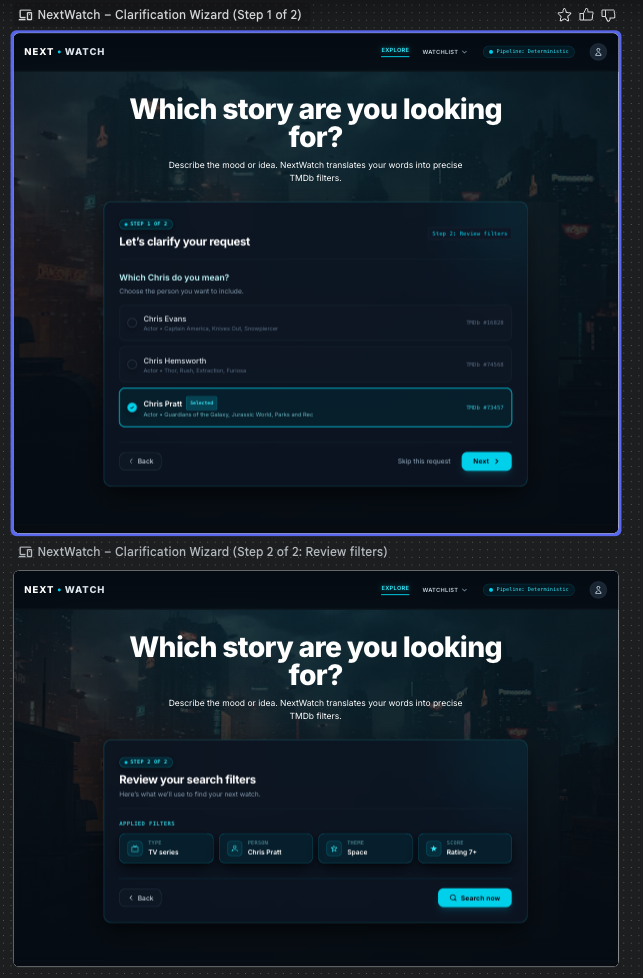 NextWatch – Clarification Wizard (Step 1 of 2)
NEXT • WATCH
EXPLORE
WATCHLIST
Pipeline: Deterministic
Which story are you looking
for?
Describe the mood or idea. NextWatch translates your words into precise
TMDb filters.
STEP 1 OF 2
Let's clarify your request
Step 2: Review filters
Which Chris do you mean?
Choose the person you want to include.
Chris Evans
Actor • Captain America, Knives Out, Snowpiercer
TMDb #16828
Chris Hemsworth
Actor • Thor, Rush, Extraction, Furiosa
TMDb #74568
Chris Pratt
Selected
Actor • Guardians of the Galaxy, Jurassic World, Parks and Rec
TMDb #73457
Back
Skip this request
Next
Panasonic
NextWatch – Clarification Wizard (Step 2 of 2: Review filters)
NEXT • WATCH
EXPLORE
WATCHLIST
Pipeline: Deterministic
Which story are you looking
for?
Describe the mood or idea. NextWatch translates your words into precise
TMDb filters.
STEP 2 OF 2
Review your search filters
Here's what we'll use to find your next watch.
APPLIED FILTERS
TYPE
TV series
PERSON
Chris Pratt
THEME
Space
SCORE
Rating 7+
Back
Search now
Panasonic